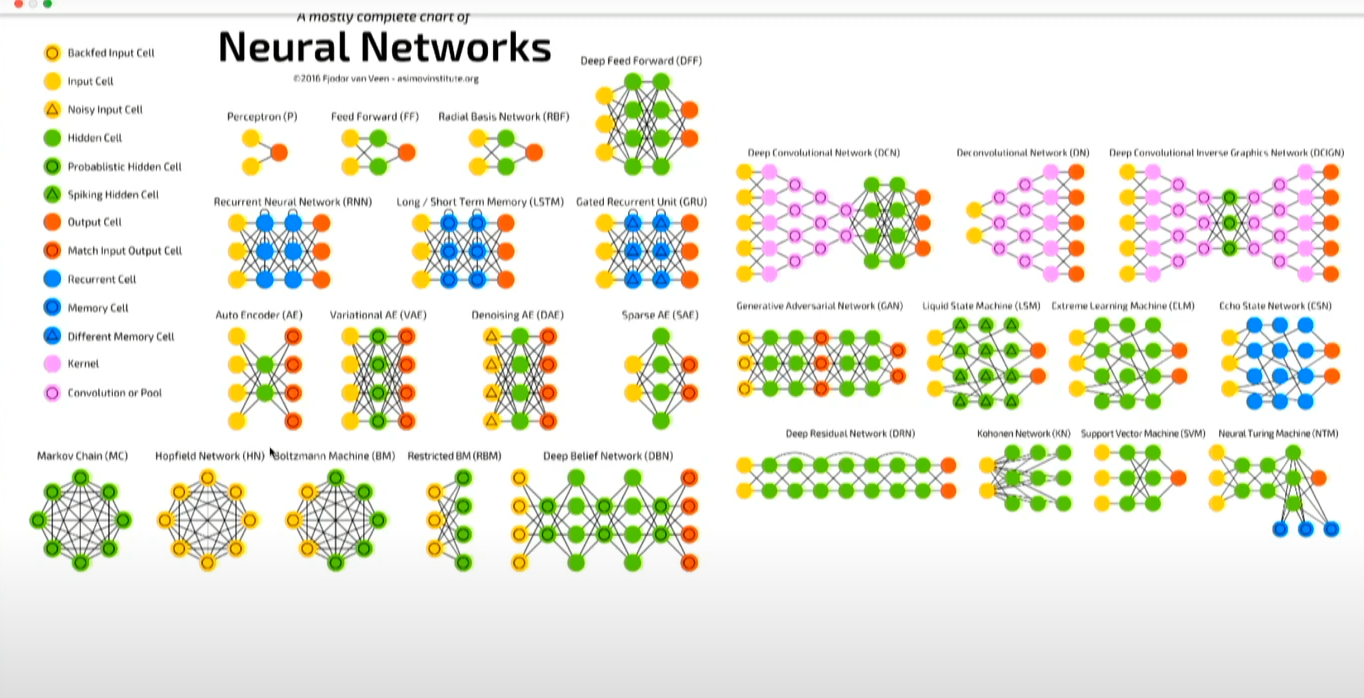 A mostly complete chart of
Neural Networks
©2016 Fjodor van Veen - asimovinstitute.org
Backfed Input Cell
Input Cell
Noisy Input Cell
Hidden Cell
Probablistic Hidden Cell
Spiking Hidden Cell
Output Cell
Match Input Output Cell
Recurrent Cell
Memory Cell
Different Memory Cell
Kernel
Convolution or Pool
Perceptron (P)
Feed Forward (FF)
Radial Basis Network (RBF)
Deep Feed Forward (DFF)
Recurrent Neural Network (RNN)
Long / Short Term Memory (LSTM)
Gated Recurrent Unit (GRU)
Auto Encoder (AE)
Variational AE (VAE)
Denoising AE (DAE)
Sparse AE (SAE)
Markov Chain (MC)
Hopfield Network (HN)
Boltzmann Machine (BM)
Restricted BM (RBM)
Deep Belief Network (DBN)
Deep Convolutional Network (DCN)
Deconvolutional Network (DN)
Deep Convolutional Inverse Graphics Network (DCIGN)
Generative Adversarial Network (GAN)
Liquid State Machine (LSM)
Extreme Learning Machine (ELM)
Echo State Network (ESN)
Deep Residual Network (DRN)
Kohonen Network (KN)
Support Vector Machine (SVM)
Neural Turing Machine (NTM)